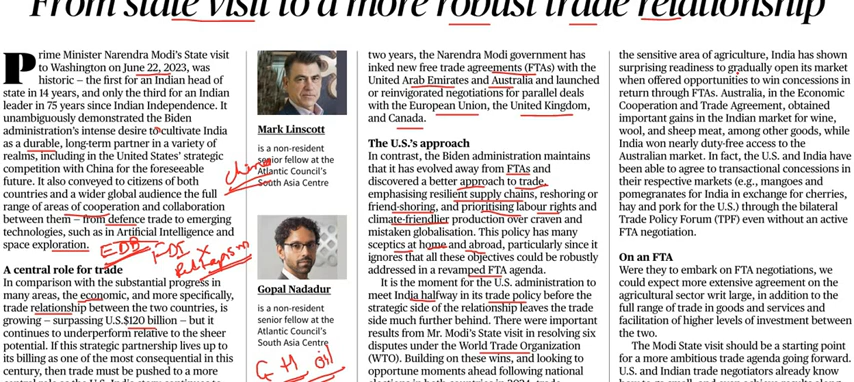 From state visit to a more robust trade relationship
Prime Minister Narendra Modi's State visit
to Washington on June 22, 2023, was
historic – the first for an Indian head of
state in 14 years, and only the third for an Indian
leader in 75 years since Indian Independence. It
unambiguously demonstrated the Biden
administration's intense desire to cultivate India
as a durable, long-term partner in a variety of
realms, including in the United States' strategic
competition with China for the foreseeable
future. It also conveyed to citizens of both
countries and a wider global audience the full
range of areas of cooperation and collaboration
between them – from defence trade to emerging
technologies, such as in Artificial Intelligence and
space exploration.
EDB FDI X
A central role for trade
In comparison with the substantial progress in
many areas, the economic, and more specifically,
trade relationship between the two countries, is
growing – surpassing U.S.$120 billion – but it
continues to underperform relative to the sheer
potential. If this strategic partnership lives up to
its billing as one of the most consequential in this
century, then trade must be pushed to a more
Mark Linscott
is a non-resident
senior fellow at the
Atlantic Council's
South Asia Centre
china
Gopal Nadadur
is a non-resident
senior fellow at the
Atlantic Council's
South Asia Centre
G H oil
two years, the Narendra Modi government has
inked new free trade agreements (FTAs) with the
United Arab Emirates and Australia and launched
or reinvigorated negotiations for parallel deals
with the European Union, the United Kingdom,
and Canada.
The U.S.'s approach
In contrast, the Biden administration maintains
that is has evolved away from FTAs and
discovered a better approach to trade,
emphasising resilient supply chains, reshoring or
friend-shoring, and prioritising labour rights and
climate-friendlier production over craven and
mistaken globalisation. This policy has many
sceptics at home and abroad, particularly since it
ignores that all these objectives could be robustly
addressed in a revamped FTA agenda.
It is the moment for the U.S. administration to
meet India halfway in its trade policy before the
strategic side of the relationship leaves the trade
side much further behind. There were important
results from Mr. Modi's State visit in resolving six
disputes under the World Trade Organization
(WTO). Building on these wins, and looking to
opportune moments ahead following national
the sensitive area of agriculture, India has shown
surprising readiness to gradually open its market
when offered opportunities to win concessions in
return through FTAs. Australia, in the Economic
Cooperation and Trade Agreement, obtained
important gains in the Indian market for wine,
wool, and sheep meat, among other goods, while
India won nearly duty-free access to the
Australian market. In fact, the U.S. and India have
been able to agree to transactional concessions in
their respective markets (e.g., mangoes and
pomegranates for India in exchange for cherries,
hay and pork for the U.S.) through the bilateral
Trade Policy Forum (TPF) even without an active
FTA negotiation.
On an FTA
Were they to embark on FTA negotiations, we
could expect more extensive agreement on the
agricultural sector writ large, in addition to the
full range of trade in goods and services and
facilitation of higher levels of investment between
the two.
The Modi State visit should be a starting point
for a more ambitious trade agenda going forward.
U.S. and Indian trade negotiators already know